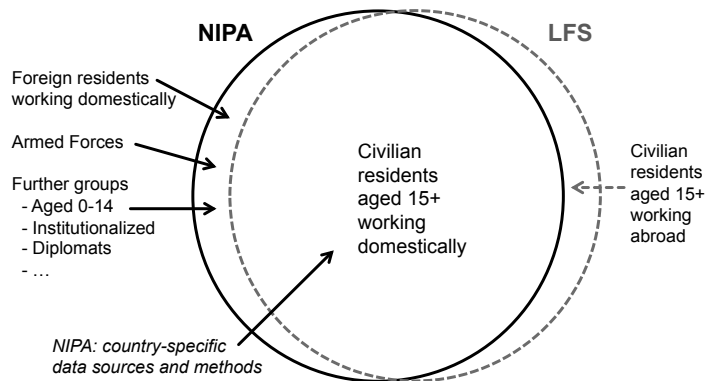 NIPA
LFS
Foreign residents
working domestically
Armed Forces
Further groups
- Aged 0-14
- Institutionalized
- Diplomats
- …
Civilian
residents
aged 15+
working
domestically
Civilian
residents
aged 15+
working
abroad
NIPA: country-specific
data sources and methods